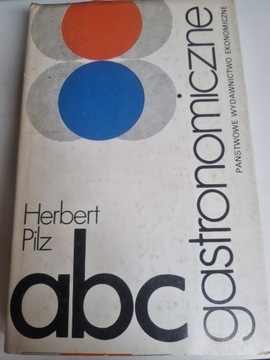 Herbert
Pilz
abc
gastronomiczne
PAŃSTWOWE WYDAWNICTWO EKONOMICZNE